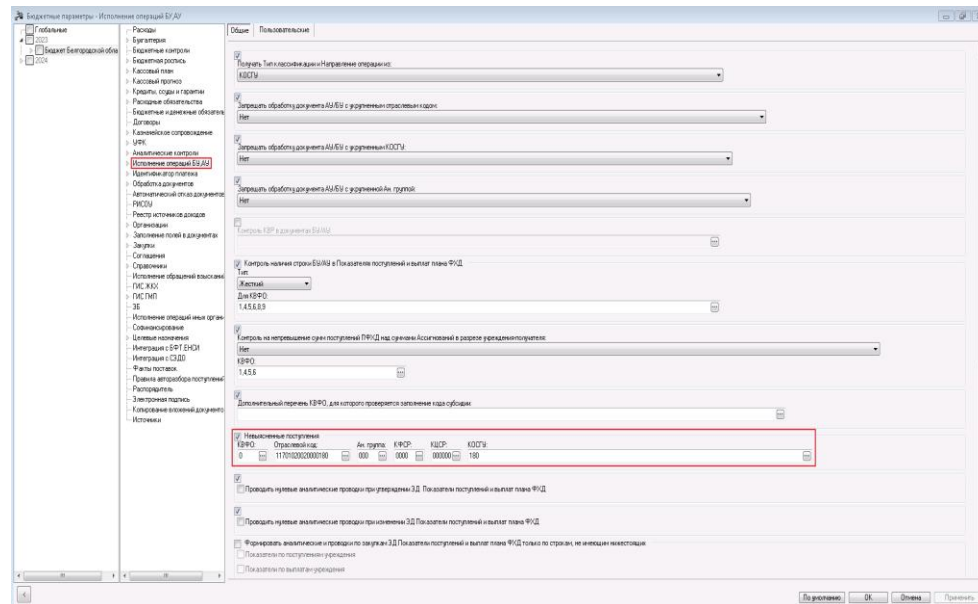 Бюджетные параметры - Исполнение операций БУ,АУ
Глобальные
2023
Бюджет Белгородской обла
2024
Расходы
Бухгалтерия
Бюджетные контроли
Бюджетная роспись
Кассовый план
Кассовый прогноз
Кредиты, ссуды и гарантии
Расходные обязательства
Бюджетные и денежные обязатель
Договоры
Казначейское сопровождение
УФК
Аналитические контроли
Исполнение операций БУ,АУ
Идентификатор платежа
Обработка документов
Автоматический отказ документов
РИСОУ
Реестр источников доходов
Организации
Заполнение полей в документах
Закупки
Соглашения
Справочники
Исполнение обращений взыскани
ГИС ЖКХ
ГИС ГМП
ЭБ
Исполнение операций иных орган
Софинансирование
Целевые назначения
Интеграция с БФТ.ЕНСИ
Интеграция с СЭДО
Факты поставок
Правила авторазбора поступлений
Распорядитель
Электронная подпись
Копирование вложений документо
Источники
Общие Пользовательские
Получать Тип классификации и Направление операции из:
КОСГУ
Запрещать обработку документа АУ/БУ с укрупненным отраслевым кодом:
Нет
Запрещать обработку документа АУ/БУ с укрупненным КОСГУ:
Нет
Запрещать обработку документа АУ/БУ с укрупненной Ан. группой:
Нет
Контроль КВР в документах БУ/АУ
Контроль наличия строки БУ/АУ в Показателях поступлений и выплат плана ФХД
Тип:
Жесткий
Для КВФО:
1,4,5,6,8,9
Контроль на непревышение сумм поступлений ПФХД над суммами Ассигнований в разрезе учреждения-получателя:
Нет
КВФО:
1,4,5,6
Дополнительный перечень КВФО, для которого проверяется заполнение кода субсидии:
Невыясненные поступления
КВФО: Отраслевой код: Ан. группа: КФСР: КЦСР: КОСГУ:
0 11701020020000180 000 0000 000000 180
Проводить нулевые аналитические проводки при утверждении ЭД Показатели поступлений и выплат плана ФХД
Проводить нулевые аналитические проводки при изменении ЭД Показатели поступлений и выплат плана ФХД
Формировать аналитические и проводки по закупкам ЭД Показатели поступлений и выплат плана ФХД только по строкам, не имеющим нижестоящих
Показатели по поступлениям учреждения
Показатели по выплатам учреждения
По умолчанию OK Отмена Применить